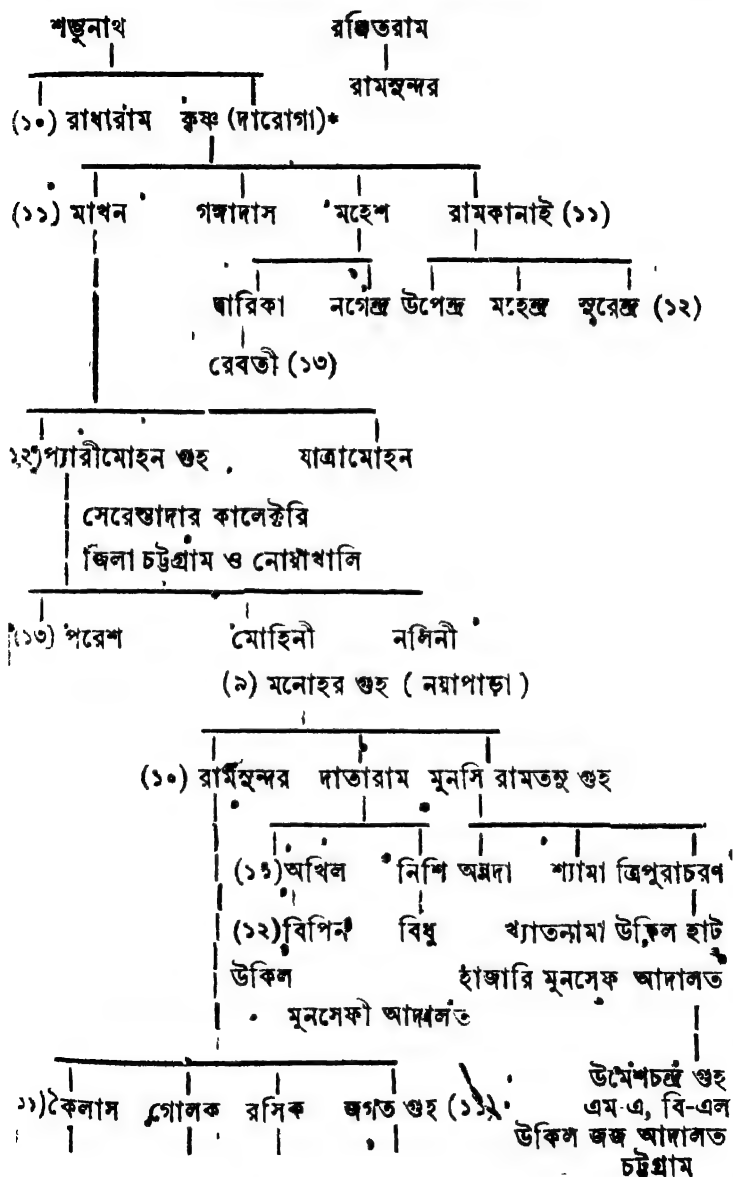 শম্ভুনাথ রঞ্জিতরাম
রামসুন্দর
(১০) রাধারাম কৃষ্ণ (দারোগা)*
(১১) মাখন গঙ্গাদাস মহেশ রামকানাই (১১)
দ্বারিকা নগেন্দ্র উপেন্দ্র মহেন্দ্র সুরেন্দ্র (১২)
রেবতী (১৩)
১২) প্যারীমোহন গুহ যাত্রামোহন
সেরেস্তাদার কালেক্টরি
জিলা চট্টগ্রাম ও নোয়াখালি
(১৩) পরেশ মোহিনী নলিনী
(৯) মনোহর গুহ ( নয়াপাড়া )
(১০) রামসুন্দর দাতারাম মুনসি রামতনু গুহ
অখিল নিশি অন্নদা শ্যামা ত্রিপুরাচরণ
(১২) বিপিন বিধু খ্যাতনামা উকিল হাট
উকিল হাজারি মুনসেফ আদালত
মুনসেফী আদালত
১১) কৈলাস গোলক রসিক জগত গুহ (১১)
উমেশচন্দ্র গুহ
এম-এ, বি-এল
উকিল জজ আদালত
চট্টগ্রাম